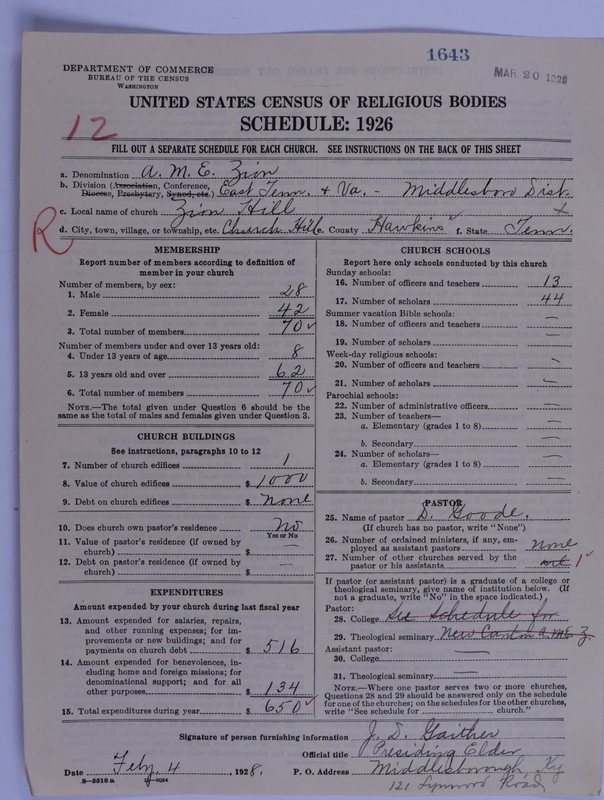 1643
MAR 20 1928
DEPARTMENT OF COMMERCE
BUREAU OF THE CENSUS
WASHINGTON
UNITED STATES CENSUS OF RELIGIOUS BODIES
SCHEDULE: 1926
12
FILL OUT A SEPARATE SCHEDULE FOR EACH CHURCH. SEE INSTRUCTIONS ON THE BACK OF THIS SHEET
a. Denomination A. M. E. Zion
b. Division (Association, Conference, Diocese, Presbytery, Synod, etc.) East Tenn. & Va. - Middlesboro Dist.
c. Local name of church Zion Hill x
R
d. City, town, village, or township, etc. Church Hill e. County Hawkins f. State Tenn.
MEMBERSHIP
Report number of members according to definition of
member in your church
Number of members, by sex:
1. Male 28
2. Female 42
3. Total number of members 70
Number of members under and over 13 years old:
4. Under 13 years of age 8
5. 13 years old and over 62
6. Total number of members 70
NOTE.—The total given under Question 6 should be
same as the total of males and females given under Question 3.
CHURCH BUILDINGS
See instructions, paragraphs 10 to 12
7. Number of church edifices 1
8. Value of church edifices $ 1000
9. Debt on church edifices $ none
10. Does church own pastor's residence no
Yes or No
11. Value of pastor's residence (if owned by
church) $ —
12. Debt on pastor's residence (if owned by
church) $ —
EXPENDITURES
Amount expended by your church during last fiscal year
13. Amount expended for salaries, repairs,
and other running expenses; for im-
provements or new buildings; and for
payments on church debt $ 516
14. Amount expended for benevolences, in-
cluding home and foreign missions; for
denominational support; and for all
other purposes 134
15. Total expenditures during year $ 650
CHURCH SCHOOLS
Report here only schools conducted by this church
Sunday schools:
16. Number of officers and teachers 13
17. Number of scholars 44
Summer vacation Bible schools:
18. Number of officers and teachers —
19. Number of scholars —
Week-day religious schools:
20. Number of officers and teachers —
21. Number of scholars —
Parochial schools:
22. Number of administrative officers —
23. Number of teachers—
a. Elementary (grades 1 to 8) —
b. Secondary —
24. Number of scholars—
a. Elementary (grades 1 to 8) —
b. Secondary —
PASTOR
25. Name of pastor D. Goode.
(If church has no pastor, write "None")
26. Number of ordained ministers, if any, em-
ployed as assistant pastors none
27. Number of other churches served by the
pastor or his assistants 1
If pastor (or assistant pastor) is a graduate of a college or
theological seminary, give name of institution below. (If
not a graduate, write "No" in the space indicated.)
Pastor:
28. College See schedule for
29. Theological seminary New Canton A. M. E. Z.
Assistant pastor:
30. College —
31. Theological seminary —
NOTE.—Where one pastor serves two or more churches,
Questions 28 and 29 should be answered only on the schedule
for one of the churches; on the schedules for the other churches,
write "See schedule for church."
Signature of person furnishing information J. D. Gaither
Official title Presiding Elder
Date Feby 4 1928. P. O. Address Middlesborough, Ky
8—5518 a 121 Lynwood Road